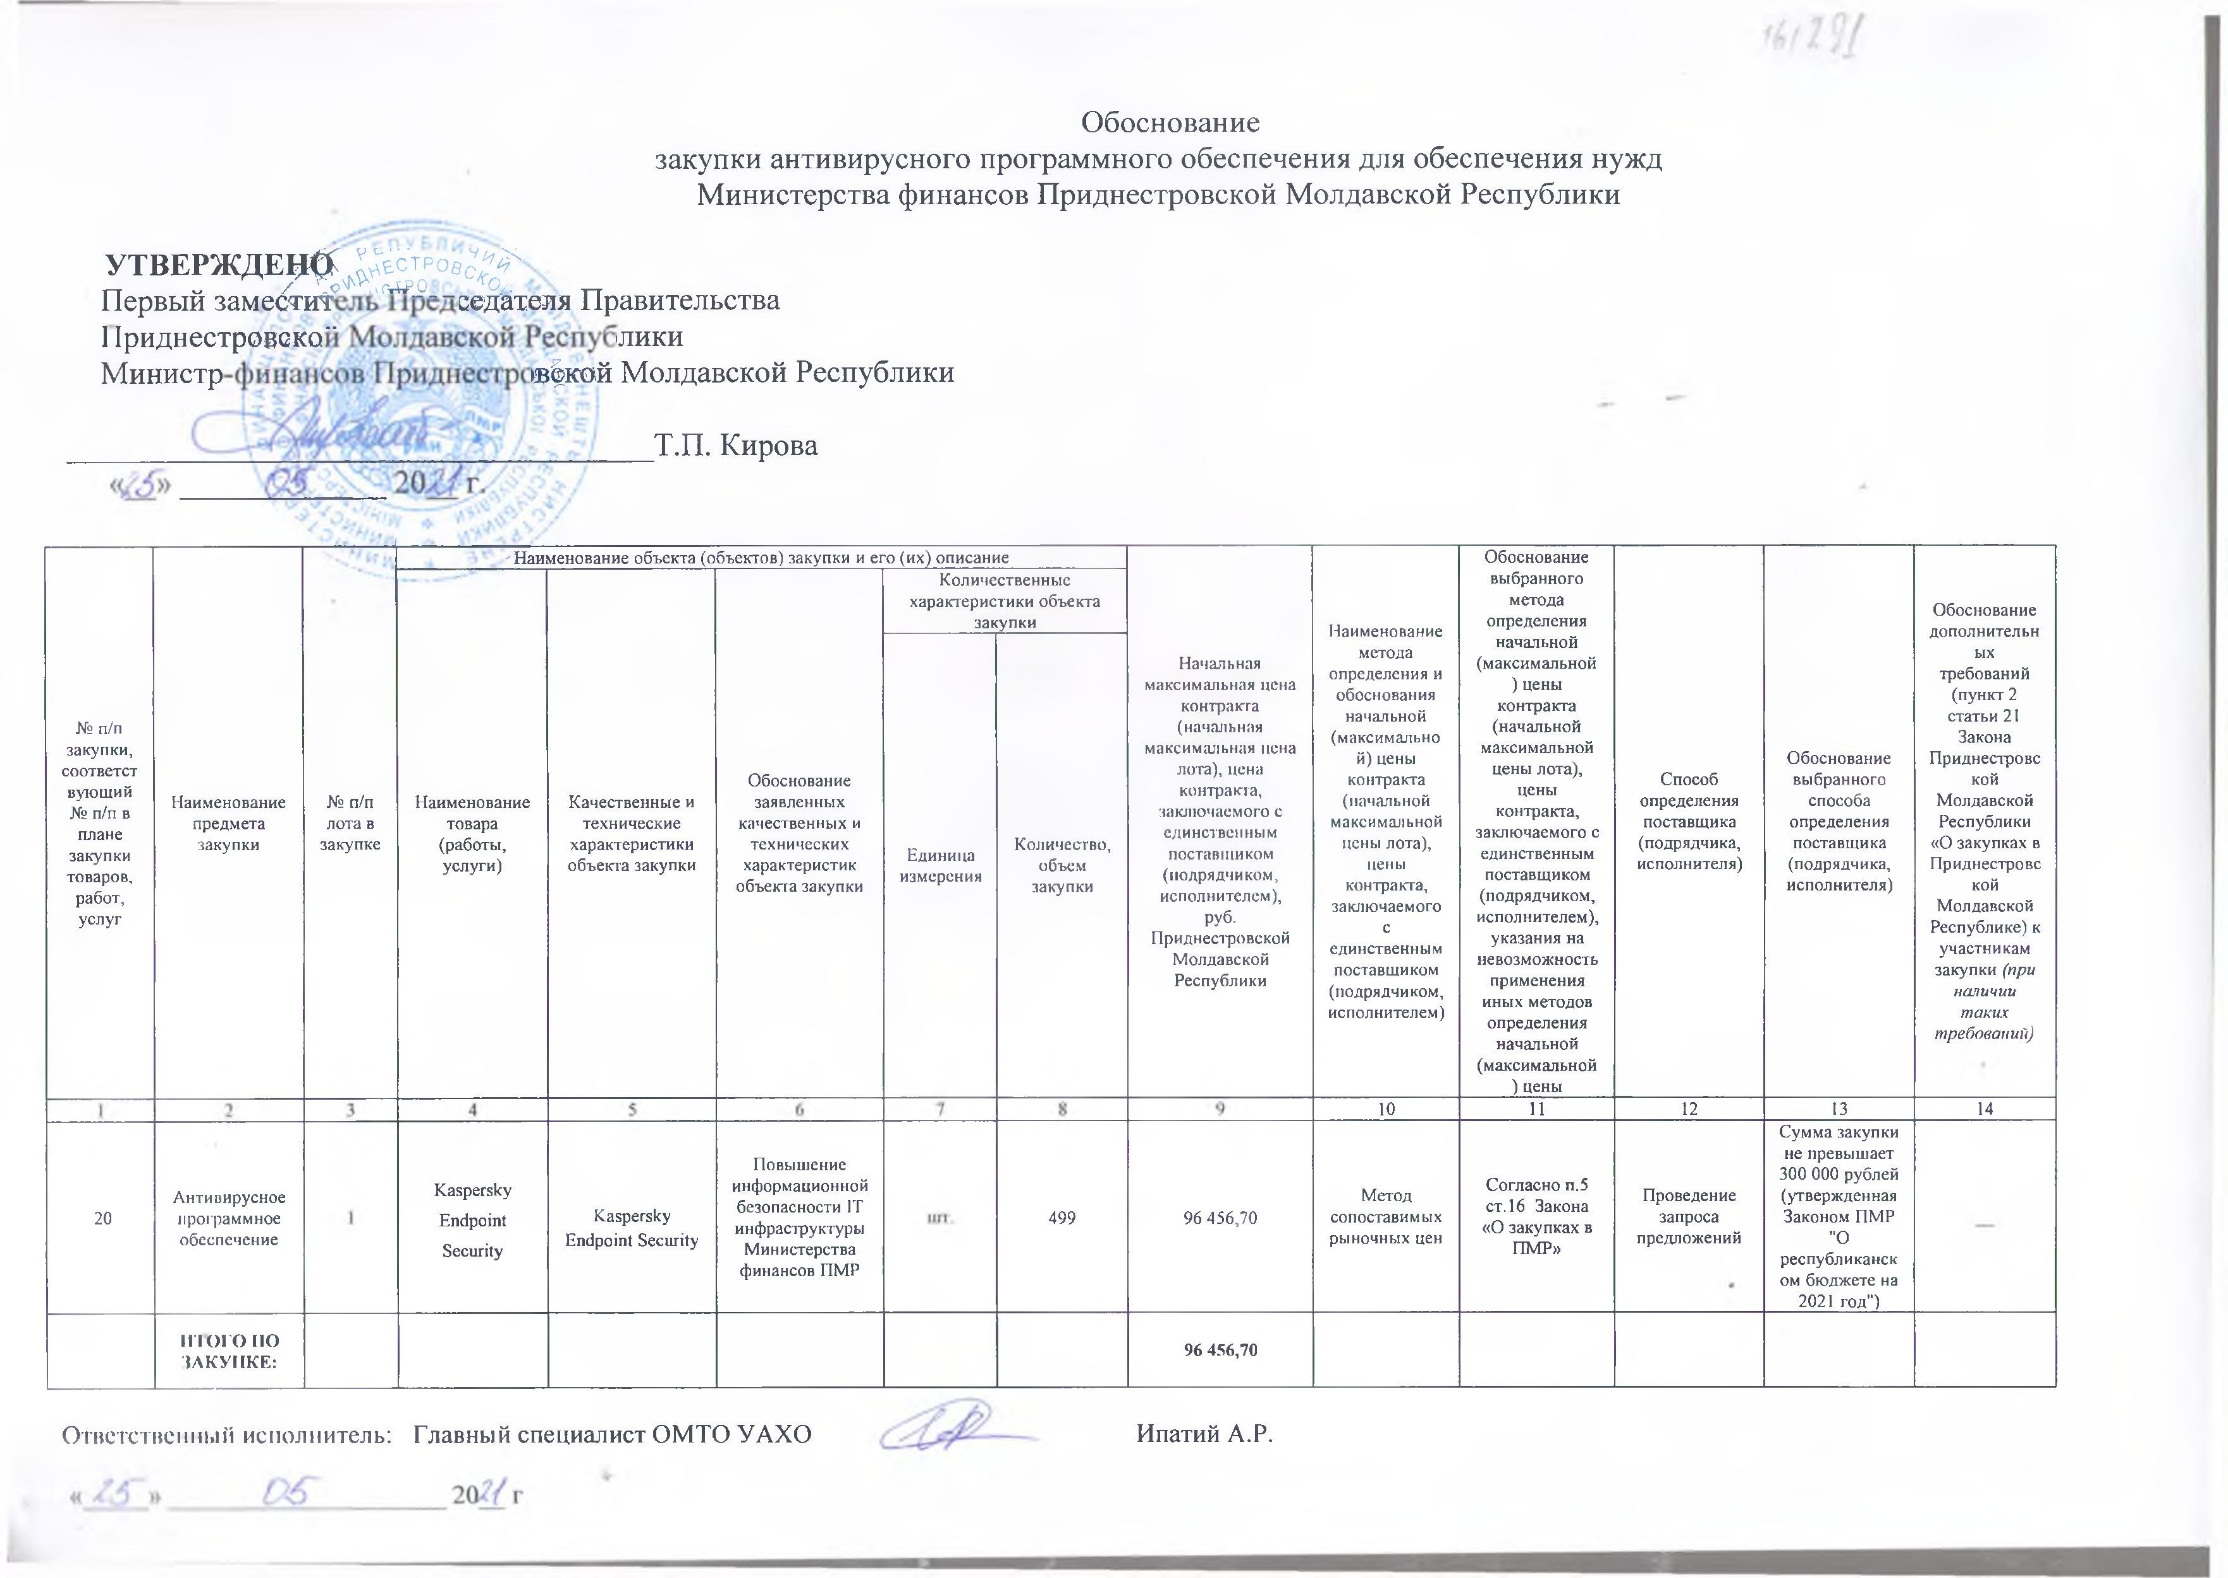 16/291
Обоснование
закупки антивирусного программного обеспечения для обеспечения нужд
Министерства финансов Приднестровской Молдавской Республики
УТВЕРЖДЕНО
Первый заместитель Председателя Правительства
Приднестровской Молдавской Республики
Министр-финансов Приднестровской Молдавской Республики
Т.П. Кирова
«25» 05 2021 г.
Наименование объекта (объектов) закупки и его (их) описание
Количественные
характеристики объекта
закупки
№ п/п
закупки,
соответст
вующий
№ п/п в
плане
закупки
товаров,
работ,
услуг
Наименование
предмета
закупки
№ п/п
лота в
закупке
Наименование
товара
(работы,
услуги)
Качественные и
технические
характеристики
объекта закупки
Обоснование
заявленных
качественных и
технических
характеристик
объекта закупки
Единица
измерения
Количество,
объем
закупки
Начальная
максимальная цена
контракта
(начальная
максимальная цена
лота), цена
контракта,
заключаемого с
единственным
поставщиком
(подрядчиком,
исполнителем),
руб.
Приднестровской
Молдавской
Республики
Наименование
метода
определения и
обоснования
начальной
(максимально
й) цены
контракта
(начальной
максимальной
цены лота),
цены
контракта,
заключаемого
с
единственным
поставщиком
(подрядчиком,
исполнителем)
Обоснование
выбранного
метода
определения
начальной
(максимальной
) цены
контракта
(начальной
максимальной
цены лота),
цены
контракта,
заключаемого с
единственным
поставщиком
(подрядчиком,
исполнителем),
указания на
невозможность
применения
иных методов
определения
начальной
(максимальной
) цены
Способ
определения
поставщика
(подрядчика,
исполнителя)
Обоснование
выбранного
способа
определения
поставщика
(подрядчика,
исполнителя)
Обоснование
дополнительн
ых
требований
(пункт 2
статьи 21
Закона
Приднестровс
кой
Молдавской
Республики
«О закупках в
Приднестровс
кой
Молдавской
Республике) к
участникам
закупки (при
наличии
таких
требований)
1 2 3 4 5 6 7 8 9 10 11 12 13 14
20
Антивирусное
программное
обеспечение
1
Kaspersky
Endpoint
Security
Kaspersky
Endpoint Security
Повышение
информационной
безопасности IT
инфраструктуры
Министерства
финансов ПМР
шт.
499
96 456,70
Метод
сопоставимых
рыночных цен
Согласно п.5
ст.16 Закона
«О закупках в
ПМР»
Проведение
запроса
предложений
Сумма закупки
не превышает
300 000 рублей
(утвержденная
Законом ПМР
"О
республиканск
ом бюджете на
2021 год")
—
ИТОГО ПО
ЗАКУПКЕ:
96 456,70
Ответственный исполнитель: Главный специалист ОМТО УАХО Ипатий А.Р.
«25» 05 2021 г